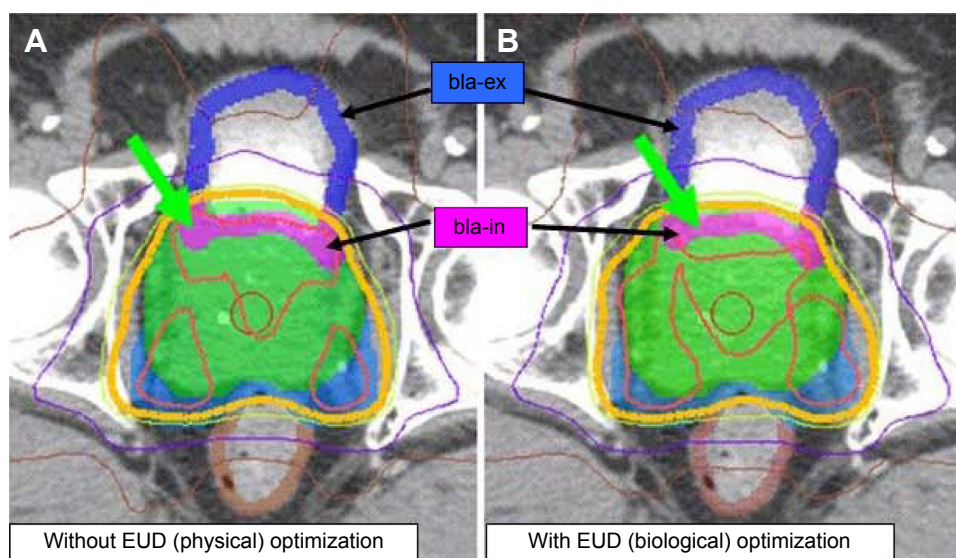 A
B
bla-ex
bla-in
Without EUD (physical) optimization
With EUD (biological) optimization